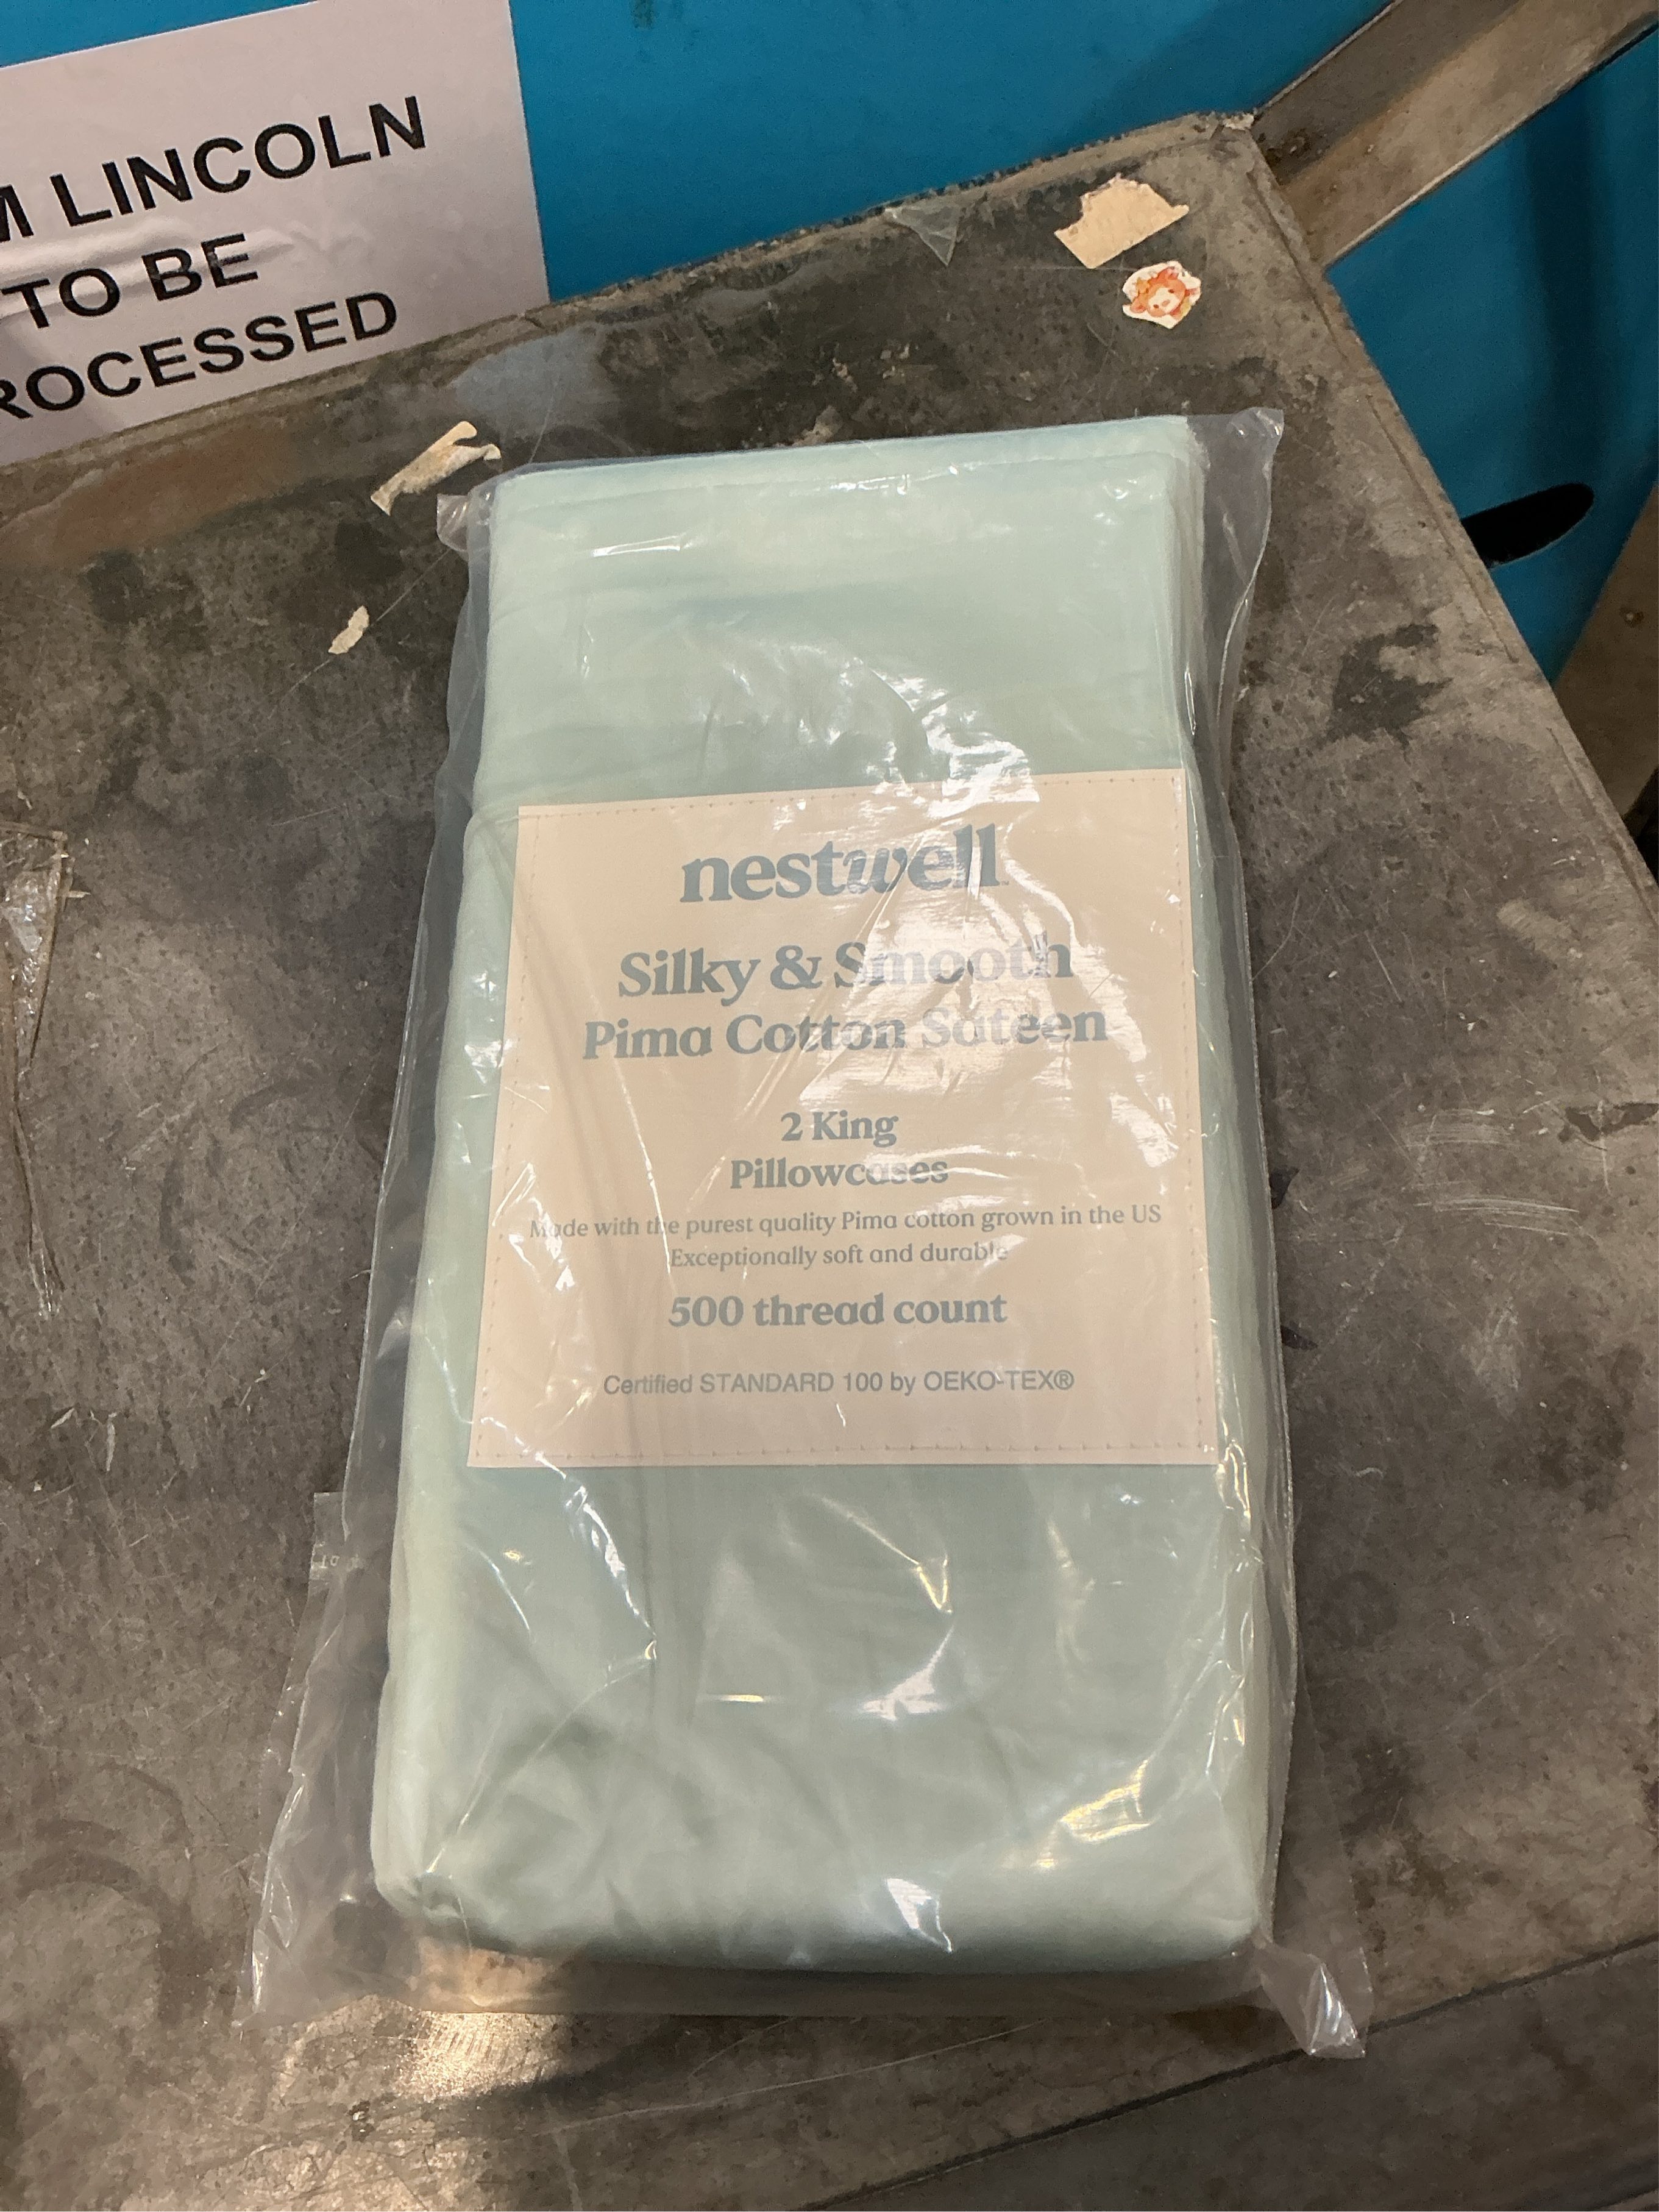 M LINCOLN
TO BE
ROCESSED
nestwell
Silky & Smooth
Pima Cotton Sateen
2 King
Pillowcases
Made with the purest quality Pima cotton grown in the US
Exceptionally soft and durable
500 thread count
Certified STANDARD 100 by OEKO-TEX®